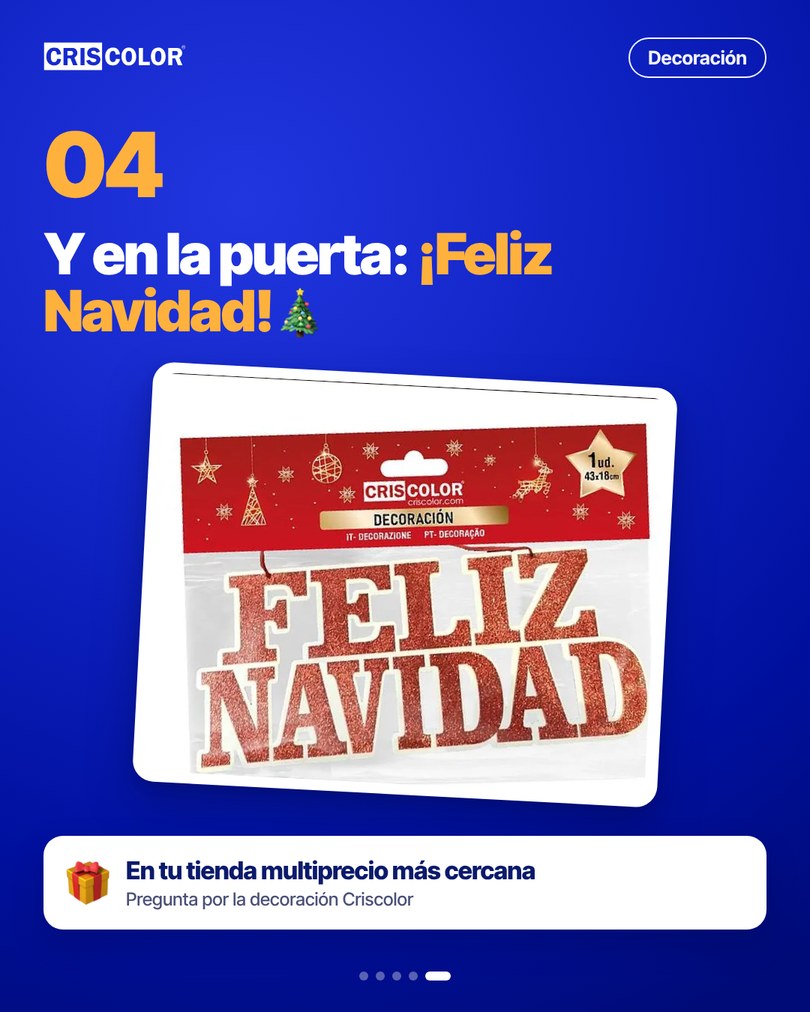 CRISCOLOR®
Decoración
04
Y en la puerta: ¡Feliz
Navidad! 🎄
1 ud.
43x18cm
CRISCOLOR®
criscolor.com
DECORACIÓN
IT- DECORAZIONE PT- DECORAÇÃO
FELIZ
NAVIDAD
En tu tienda multiprecio más cercana
Pregunta por la decoración Criscolor